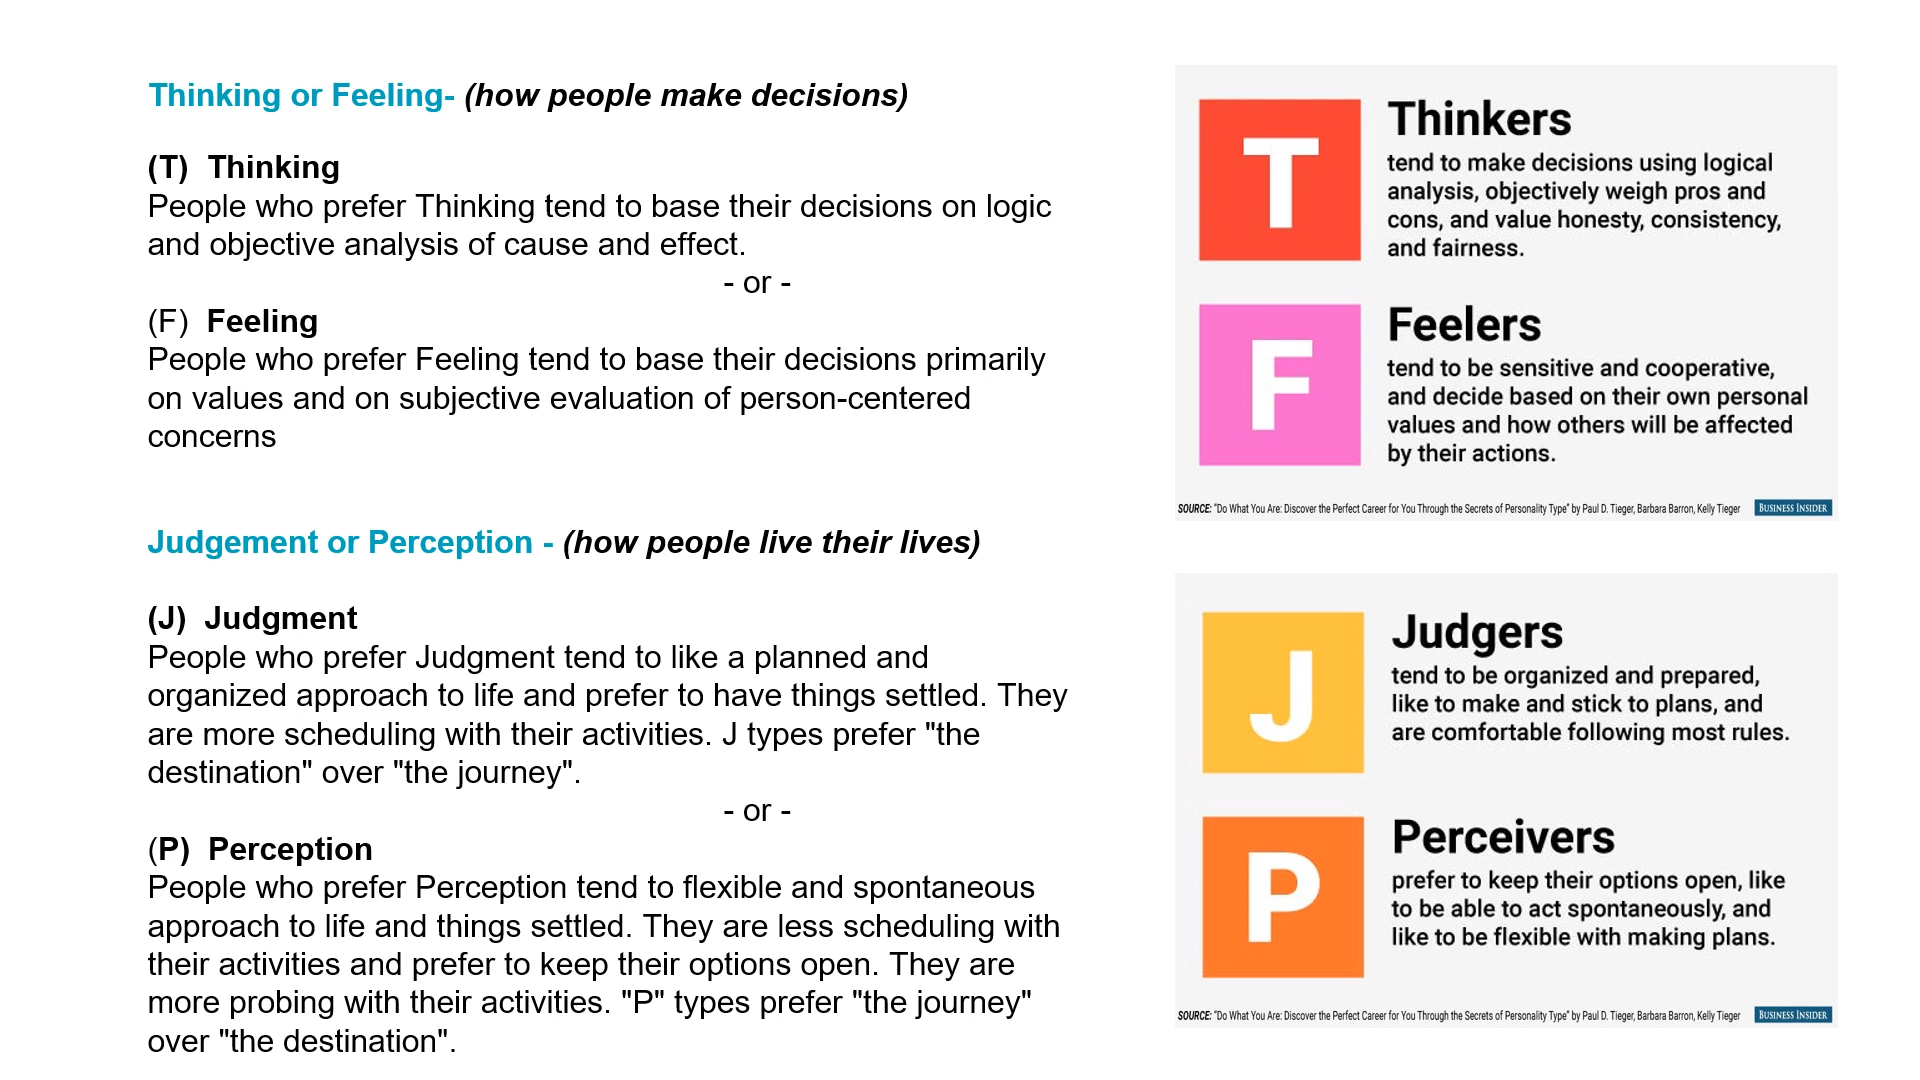 Thinking or Feeling- (how people make decisions)
(T)  Thinking
People who prefer Thinking tend to base their decisions on logic
and objective analysis of cause and effect.
- or -
(F)  Feeling
People who prefer Feeling tend to base their decisions primarily
on values and on subjective evaluation of person-centered
concerns
Judgement or Perception - (how people live their lives)
(J)  Judgment
People who prefer Judgment tend to like a planned and
organized approach to life and prefer to have things settled. They
are more scheduling with their activities. J types prefer "the
destination" over "the journey".
- or -
(P)  Perception
People who prefer Perception tend to flexible and spontaneous
approach to life and things settled. They are less scheduling with
their activities and prefer to keep their options open. They are
more probing with their activities. "P" types prefer "the journey"
over "the destination".
T
Thinkers
tend to make decisions using logical
analysis, objectively weigh pros and
cons, and value honesty, consistency,
and fairness.
F
Feelers
tend to be sensitive and cooperative,
and decide based on their own personal
values and how others will be affected
by their actions.
SOURCE: "Do What You Are: Discover the Perfect Career for You Through the Secrets of Personality Type" by Paul D. Tieger, Barbara Barron, Kelly Tieger
BUSINESS INSIDER
J
Judgers
tend to be organized and prepared,
like to make and stick to plans, and
are comfortable following most rules.
P
Perceivers
prefer to keep their options open, like
to be able to act spontaneously, and
like to be flexible with making plans.
SOURCE: "Do What You Are: Discover the Perfect Career for You Through the Secrets of Personality Type" by Paul D. Tieger, Barbara Barron, Kelly Tieger
BUSINESS INSIDER